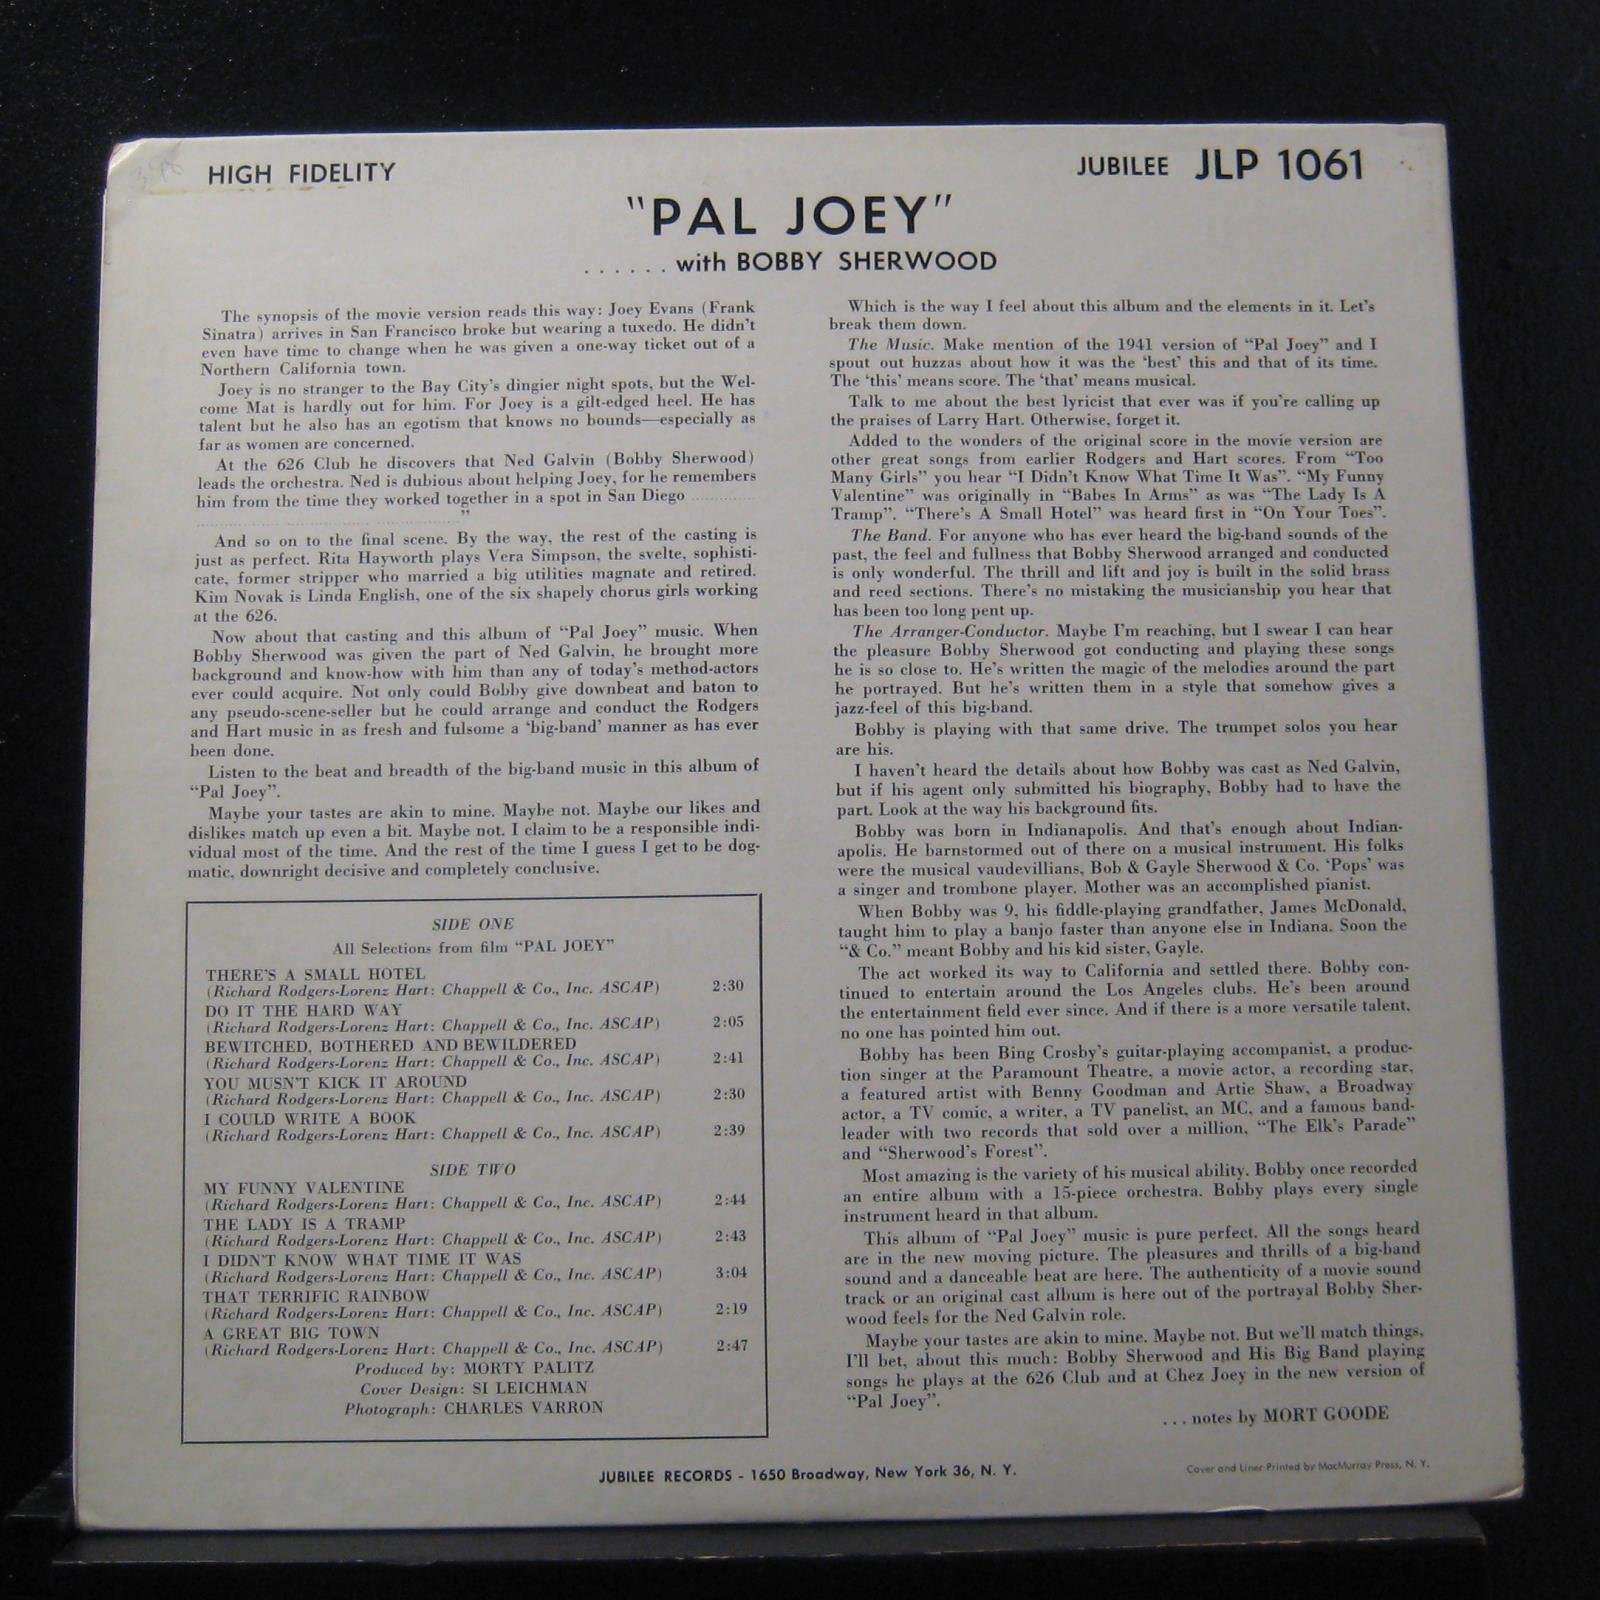 HIGH FIDELITY
JUBILEE JLP 1061
"PAL JOEY"
...... with BOBBY SHERWOOD
The synopsis of the movie version reads this way: Joey Evans (Frank
Sinatra) arrives in San Francisco broke but wearing a tuxedo. He didn't
even have time to change when he was given a one-way ticket out of a
Northern California town.
Joey is no stranger to the Bay City's dingier night spots, but the Wel-
come Mat is hardly out for him. For Joey is a gilt-edged heel. He has
talent but he also has an egotism that knows no bounds—especially as
far as women are concerned.
At the 626 Club he discovers that Ned Galvin (Bobby Sherwood)
leads the orchestra. Ned is dubious about helping Joey, for he remembers
him from the time they worked together in a spot in San Diego ..............
.......................................................... "
And so on to the final scene. By the way, the rest of the casting is
just as perfect. Rita Hayworth plays Vera Simpson, the svelte, sophisti-
cate, former stripper who married a big utilities magnate and retired.
Kim Novak is Linda English, one of the six shapely chorus girls working
at the 626.
Now about that casting and this album of "Pal Joey" music. When
Bobby Sherwood was given the part of Ned Galvin, he brought more
background and know-how with him than any of today's method-actors
ever could acquire. Not only could Bobby give downbeat and baton to
any pseudo-scene-seller but he could arrange and conduct the Rodgers
and Hart music in as fresh and fulsome a 'big-band' manner as has ever
been done.
Listen to the beat and breadth of the big-band music in this album of
"Pal Joey".
Maybe your tastes are akin to mine. Maybe not. Maybe our likes and
dislikes match up even a bit. Maybe not. I claim to be a responsible indi-
vidual most of the time. And the rest of the time I guess I get to be dog-
matic, downright decisive and completely conclusive.
SIDE ONE
All Selections from film "PAL JOEY"
THERE'S A SMALL HOTEL
(Richard Rodgers-Lorenz Hart: Chappell & Co., Inc. ASCAP) 2:30
DO IT THE HARD WAY
(Richard Rodgers-Lorenz Hart: Chappell & Co., Inc. ASCAP) 2:05
BEWITCHED, BOTHERED AND BEWILDERED
(Richard Rodgers-Lorenz Hart: Chappell & Co., Inc. ASCAP) 2:41
YOU MUSN'T KICK IT AROUND
(Richard Rodgers-Lorenz Hart: Chappell & Co., Inc. ASCAP) 2:30
I COULD WRITE A BOOK
(Richard Rodgers-Lorenz Hart: Chappell & Co., Inc. ASCAP) 2:39
SIDE TWO
MY FUNNY VALENTINE
(Richard Rodgers-Lorenz Hart: Chappell & Co., Inc. ASCAP) 2:44
THE LADY IS A TRAMP
(Richard Rodgers-Lorenz Hart: Chappell & Co., Inc. ASCAP) 2:43
I DIDN'T KNOW WHAT TIME IT WAS
(Richard Rodgers-Lorenz Hart: Chappell & Co., Inc. ASCAP) 3:04
THAT TERRIFIC RAINBOW
(Richard Rodgers-Lorenz Hart: Chappell & Co., Inc. ASCAP) 2:19
A GREAT BIG TOWN
(Richard Rodgers-Lorenz Hart: Chappell & Co., Inc. ASCAP) 2:47
Produced by: MORTY PALITZ
Cover Design: SI LEICHMAN
Photograph: CHARLES VARRON
Which is the way I feel about this album and the elements in it. Let's
break them down.
The Music. Make mention of the 1941 version of "Pal Joey" and I
spout out huzzas about how it was the 'best' this and that of its time.
The 'this' means score. The 'that' means musical.
Talk to me about the best lyricist that ever was if you're calling up
the praises of Larry Hart. Otherwise, forget it.
Added to the wonders of the original score in the movie version are
other great songs from earlier Rodgers and Hart scores. From "Too
Many Girls" you hear "I Didn't Know What Time It Was". "My Funny
Valentine" was originally in "Babes In Arms" as was "The Lady Is A
Tramp". "There's A Small Hotel" was heard first in "On Your Toes".
The Band. For anyone who has ever heard the big-band sounds of the
past, the feel and fullness that Bobby Sherwood arranged and conducted
is only wonderful. The thrill and lift and joy is built in the solid brass
and reed sections. There's no mistaking the musicianship you hear that
has been too long pent up.
The Arranger-Conductor. Maybe I'm reaching, but I swear I can hear
the pleasure Bobby Sherwood got conducting and playing these songs
he is so close to. He's written the magic of the melodies around the part
he portrayed. But he's written them in a style that somehow gives a
jazz-feel of this big-band.
Bobby is playing with that same drive. The trumpet solos you hear
are his.
I haven't heard the details about how Bobby was cast as Ned Galvin,
but if his agent only submitted his biography, Bobby had to have the
part. Look at the way his background fits.
Bobby was born in Indianapolis. And that's enough about Indian-
apolis. He barnstormed out of there on a musical instrument. His folks
were the musical vaudevillians, Bob & Gayle Sherwood & Co. 'Pops' was
a singer and trombone player. Mother was an accomplished pianist.
When Bobby was 9, his fiddle-playing grandfather, James McDonald,
taught him to play a banjo faster than anyone else in Indiana. Soon the
"& Co." meant Bobby and his kid sister, Gayle.
The act worked its way to California and settled there. Bobby con-
tinued to entertain around the Los Angeles clubs. He's been around
the entertainment field ever since. And if there is a more versatile talent,
no one has pointed him out.
Bobby has been Bing Crosby's guitar-playing accompanist, a produc-
tion singer at the Paramount Theatre, a movie actor, a recording star,
a featured artist with Benny Goodman and Artie Shaw, a Broadway
actor, a TV comic, a writer, a TV panelist, an MC, and a famous band-
leader with two records that sold over a million, "The Elk's Parade"
and "Sherwood's Forest".
Most amazing is the variety of his musical ability. Bobby once recorded
an entire album with a 15-piece orchestra. Bobby plays every single
instrument heard in that album.
This album of "Pal Joey" music is pure perfect. All the songs heard
are in the new moving picture. The pleasures and thrills of a big-band
sound and a danceable beat are here. The authenticity of a movie sound
track or an original cast album is here out of the portrayal Bobby Sher-
wood feels for the Ned Galvin role.
Maybe your tastes are akin to mine. Maybe not. But we'll match things,
I'll bet, about this much: Bobby Sherwood and His Big Band playing
songs he plays at the 626 Club and at Chez Joey in the new version of
"Pal Joey".
... notes by MORT GOODE
JUBILEE RECORDS - 1650 Broadway, New York 36, N. Y.
Cover and Liner Printed by MacMurray Press, N. Y.